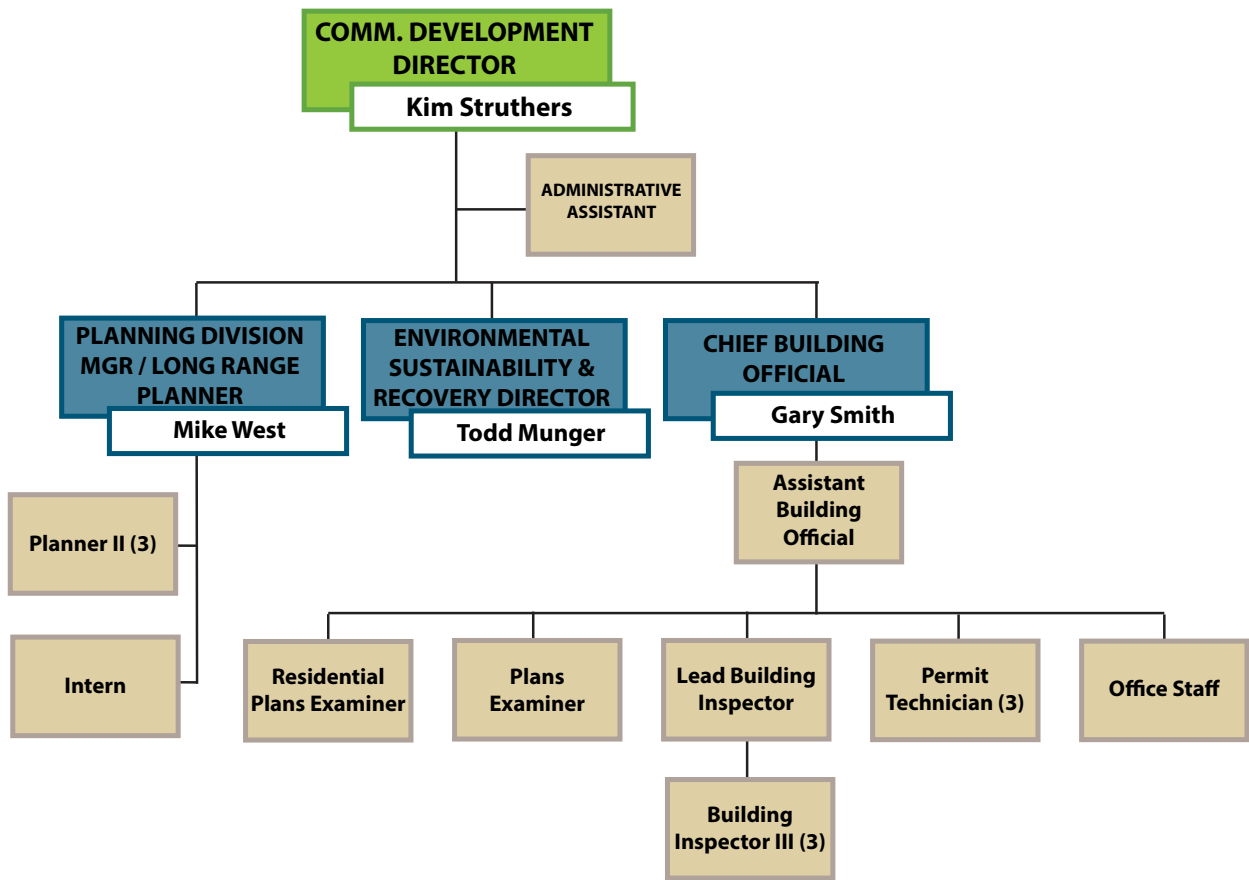 COMM. DEVELOPMENT
DIRECTOR
Kim Struthers
ADMINISTRATIVE
ASSISTANT
PLANNING DIVISION
MGR / LONG RANGE
PLANNER
Mike West
ENVIRONMENTAL
SUSTAINABILITY &
RECOVERY DIRECTOR
Todd Munger
CHIEF BUILDING
OFFICIAL
Gary Smith
Planner II (3)
Intern
Assistant
Building
Official
Residential
Plans Examiner
Plans
Examiner
Lead Building
Inspector
Permit
Technician (3)
Office Staff
Building
Inspector III (3)